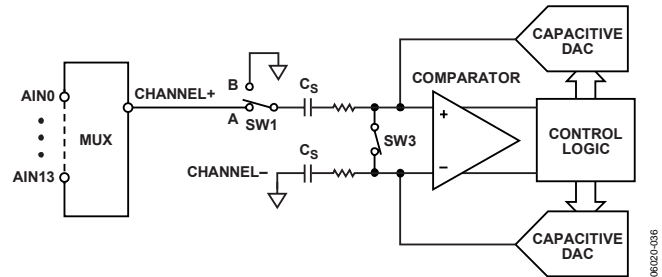 CAPACITIVE
DAC
B
C_S
COMPARATOR
AIN0
CHANNEL+
A
SW1
+
MUX
SW3
CONTROL
LOGIC
C_S
AIN13
CHANNEL–
–
CAPACITIVE
DAC
06020-036